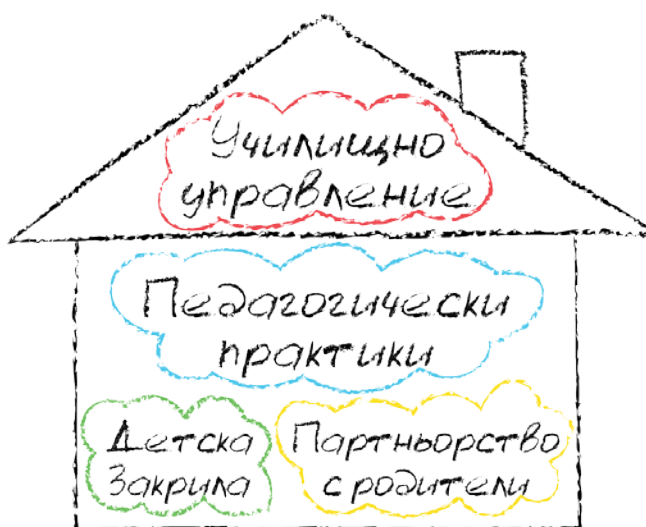 Училищно
управление
Педагогически
практики
Детска
Закрила
Партньорство
с родители